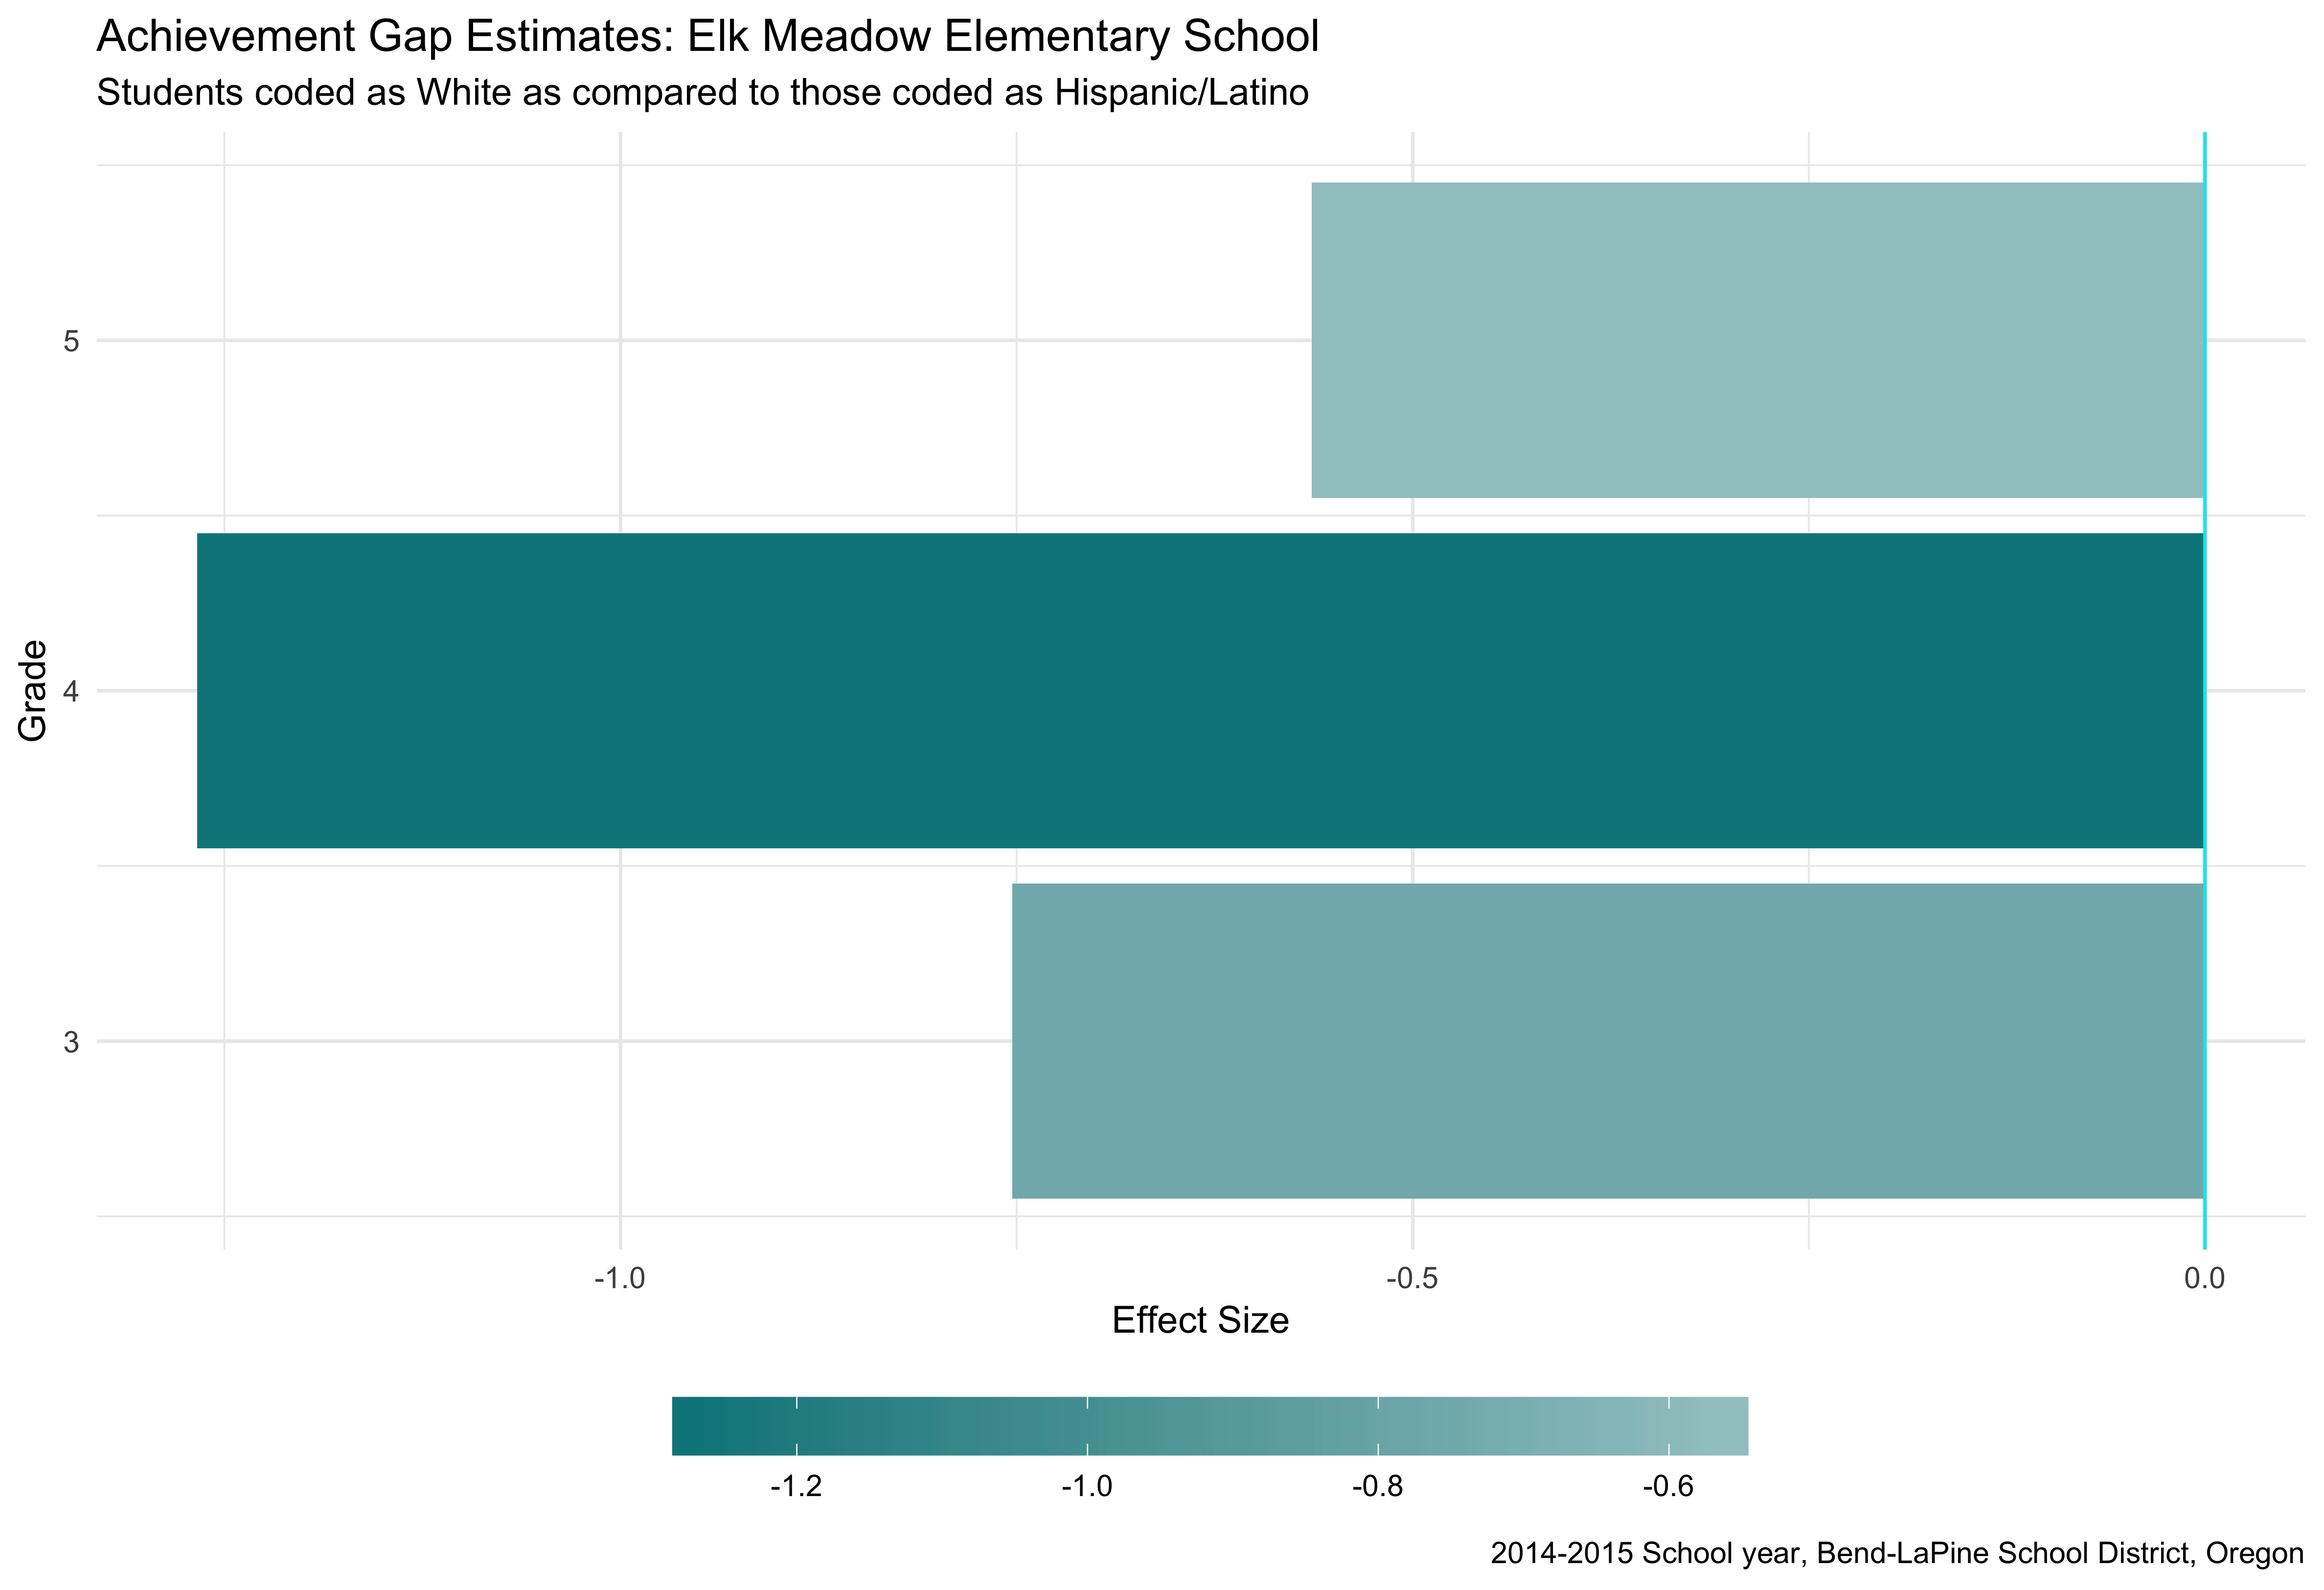 Achievement Gap Estimates: Elk Meadow Elementary School
Students coded as White as compared to those coded as Hispanic/Latino
5
4
3
Grade
-1.0 -0.5 0.0
Effect Size
-1.2 -1.0 -0.8 -0.6
2014-2015 School year, Bend-LaPine School District, Oregon